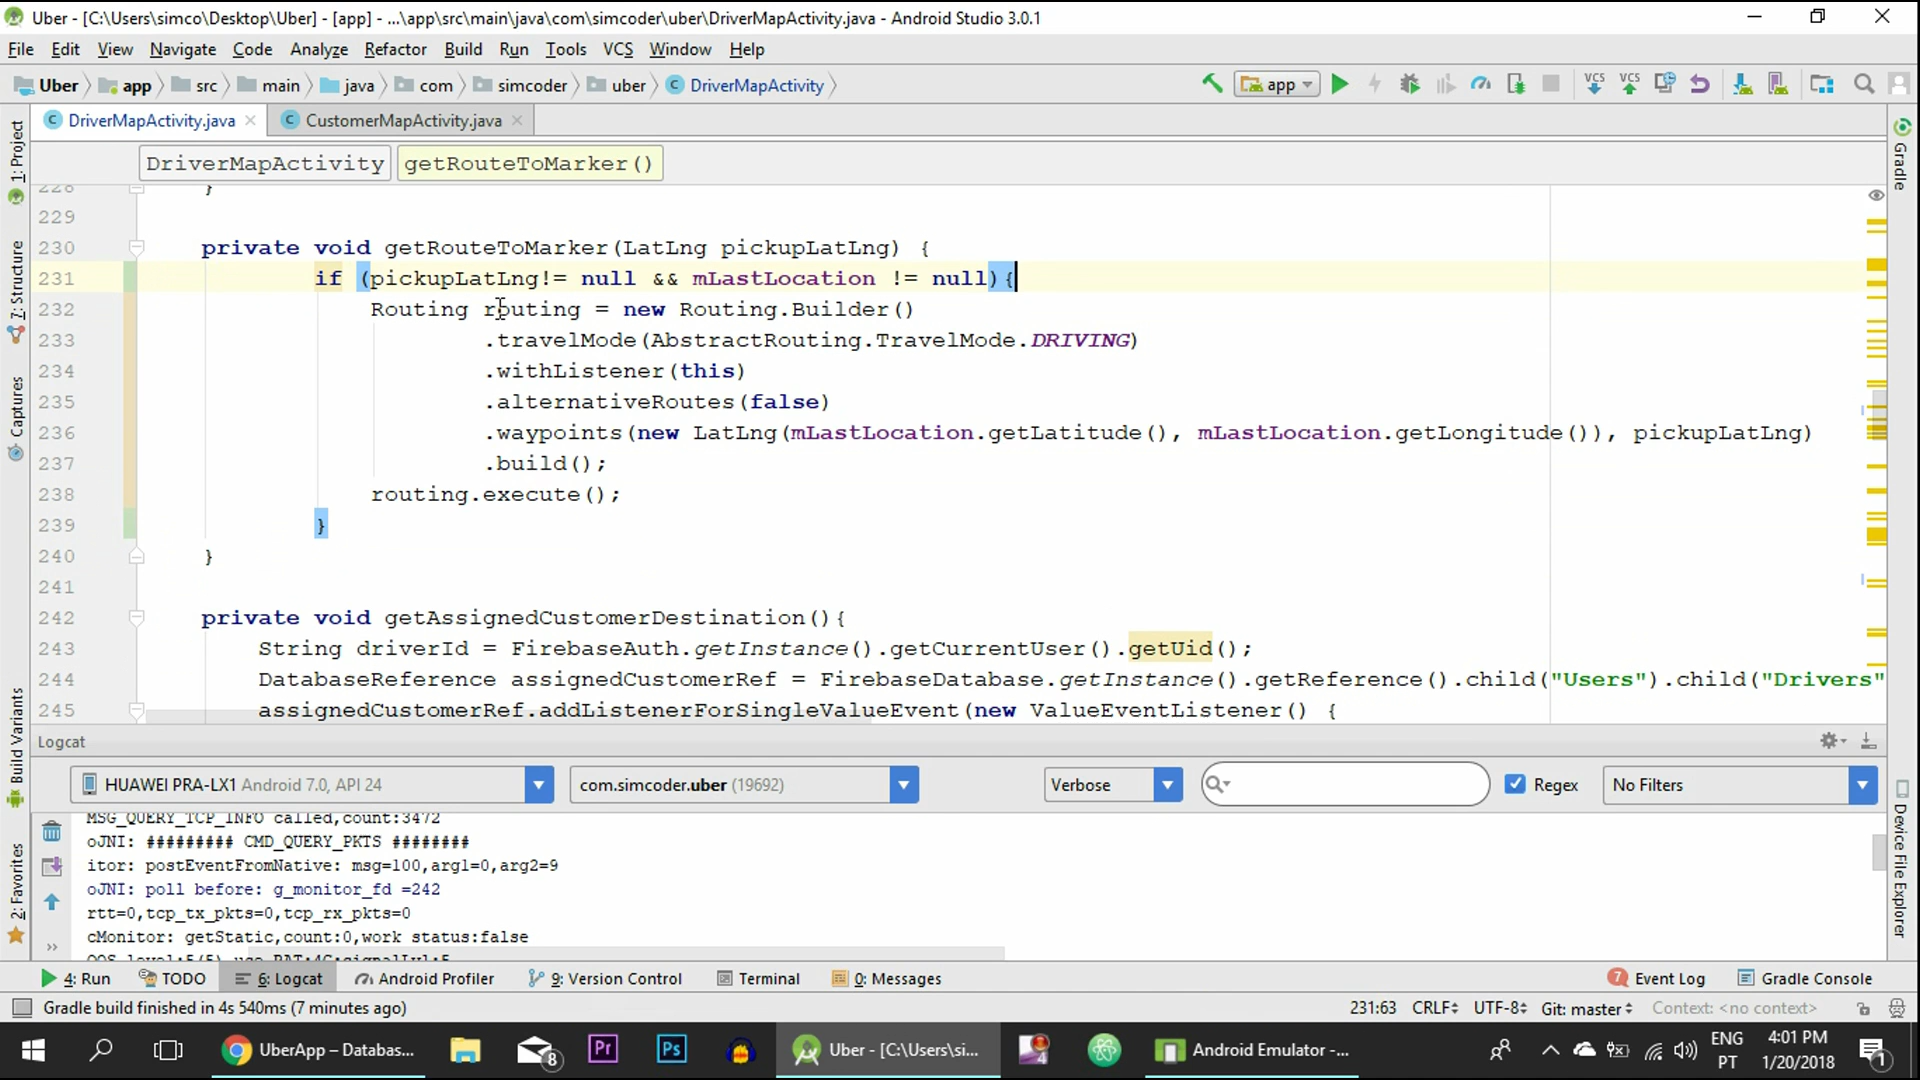 Uber - [C:\Users\simco\Desktop\Uber] - [app] - ...\app\src\main\java\com\simcoder\uber\DriverMapActivity.java - Android Studio 3.0.1
File Edit View Navigate Code Analyze Refactor Build Run Tools VCS Window Help
Uber app src main java com simcoder uber DriverMapActivity
app
VCS VCS
DriverMapActivity.java CustomerMapActivity.java
DriverMapActivity getRouteToMarker()
228 }
229
230 private void getRouteToMarker(LatLng pickupLatLng) {
231 if (pickupLatLng!= null && mLastLocation != null){
232 Routing routing = new Routing.Builder()
233 .travelMode(AbstractRouting.TravelMode.DRIVING)
234 .withListener(this)
235 .alternativeRoutes(false)
236 .waypoints(new LatLng(mLastLocation.getLatitude(), mLastLocation.getLongitude()), pickupLatLng)
237 .build();
238 routing.execute();
239 }
240 }
241
242 private void getAssignedCustomerDestination(){
243 String driverId = FirebaseAuth.getInstance().getCurrentUser().getUid();
244 DatabaseReference assignedCustomerRef = FirebaseDatabase.getInstance().getReference().child("Users").child("Drivers"
245 assignedCustomerRef.addListenerForSingleValueEvent(new ValueEventListener() {
1: Project
7: Structure
Captures
Build Variants
2: Favorites
Gradle
Device File Explorer
Logcat
HUAWEI PRA-LX1 Android 7.0, API 24 com.simcoder.uber (19692) Verbose Regex No Filters
MSG_QUERY_TCP_INFO called,count:3472
oJNI: ######### CMD_QUERY_PKTS ########
itor: postEventFromNative: msg=100,arg1=0,arg2=9
oJNI: poll before: g_monitor_fd =242
rtt=0,tcp_tx_pkts=0,tcp_rx_pkts=0
cMonitor: getStatic,count:0,work status:false
4: Run TODO 6: Logcat Android Profiler 9: Version Control Terminal 0: Messages 7 Event Log Gradle Console
Gradle build finished in 4s 540ms (7 minutes ago) 231:63 CRLF UTF-8 Git: master Context: <no context>
UberApp – Databas... 8 Pr Ps Uber - [C:\Users\si... 4 Android Emulator -... ENG 4:01 PM
PT 1/20/2018 1